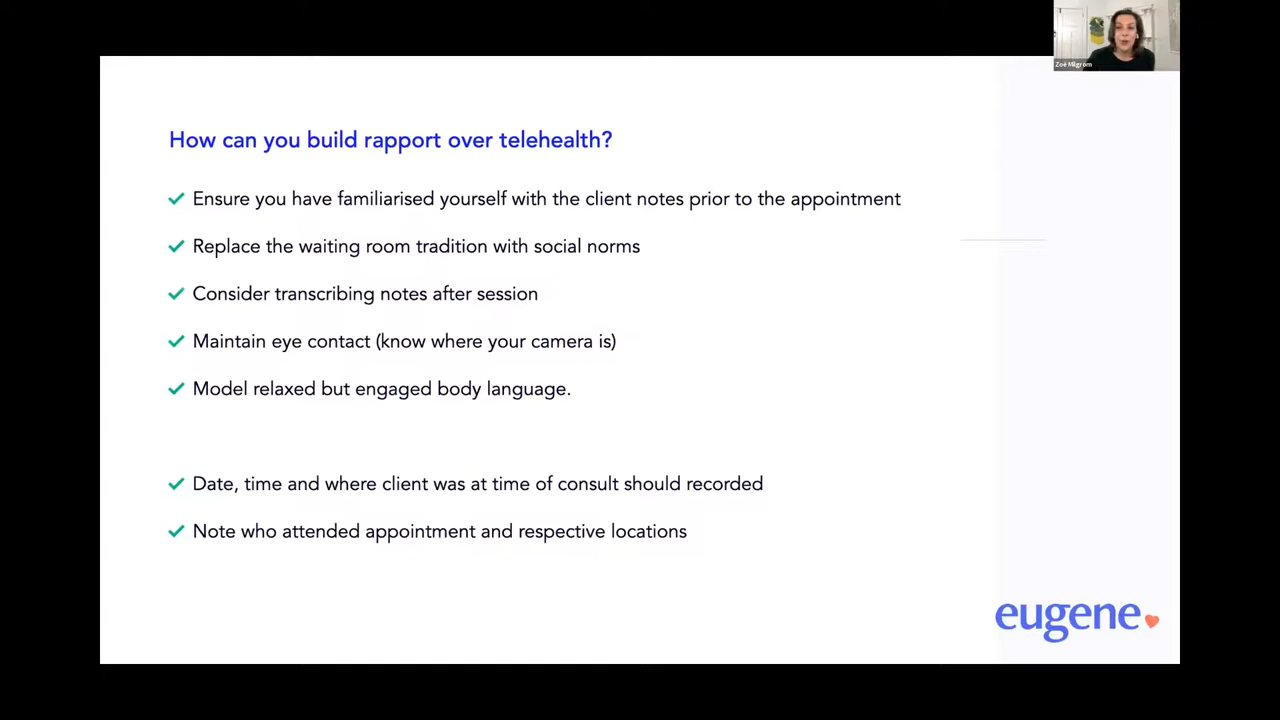 Zoe Milgrom
How can you build rapport over telehealth?
Ensure you have familiarised yourself with the client notes prior to the appointment
Replace the waiting room tradition with social norms
Consider transcribing notes after session
Maintain eye contact (know where your camera is)
Model relaxed but engaged body language.
Date, time and where client was at time of consult should recorded
Note who attended appointment and respective locations
eugene